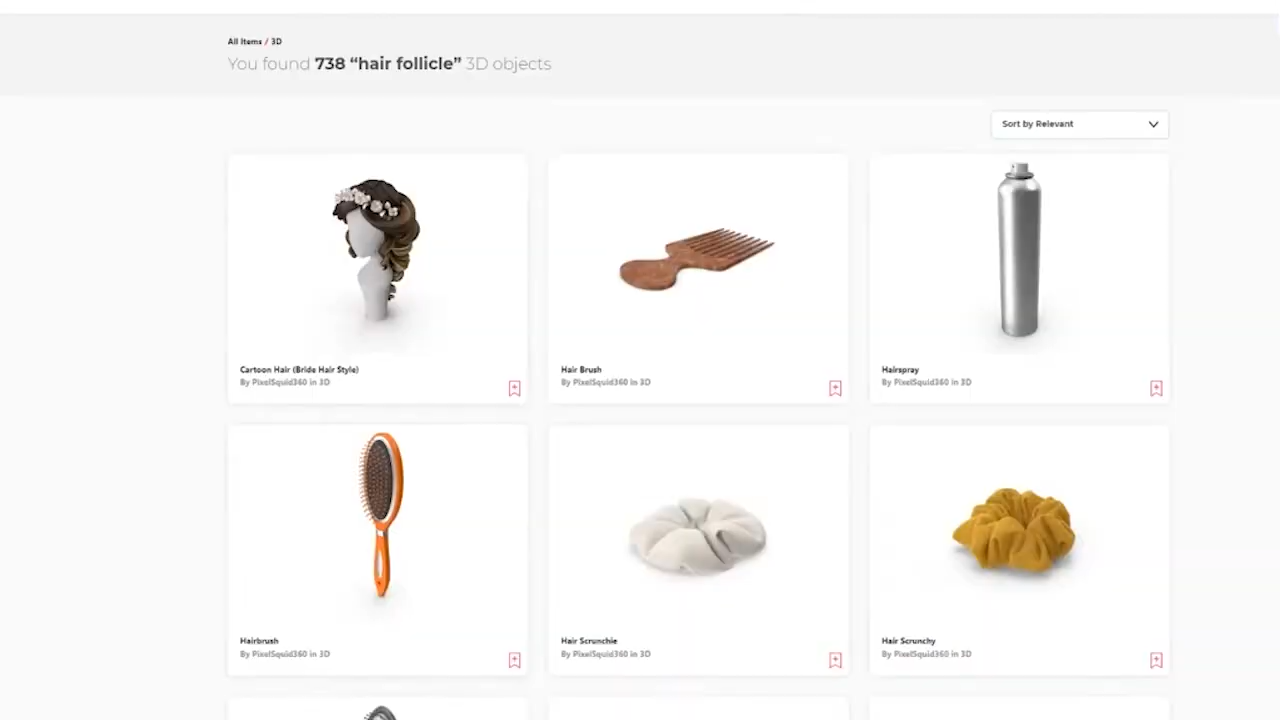 All Items / 3D
You found 738 “hair follicle” 3D objects
Sort by Relevant
Cartoon Hair (Bride Hair Style)
By PixelSquid360 in 3D
Hair Brush
By PixelSquid360 in 3D
Hairspray
By PixelSquid360 in 3D
Hairbrush
By PixelSquid360 in 3D
Hair Scrunchie
By PixelSquid360 in 3D
Hair Scrunchy
By PixelSquid360 in 3D